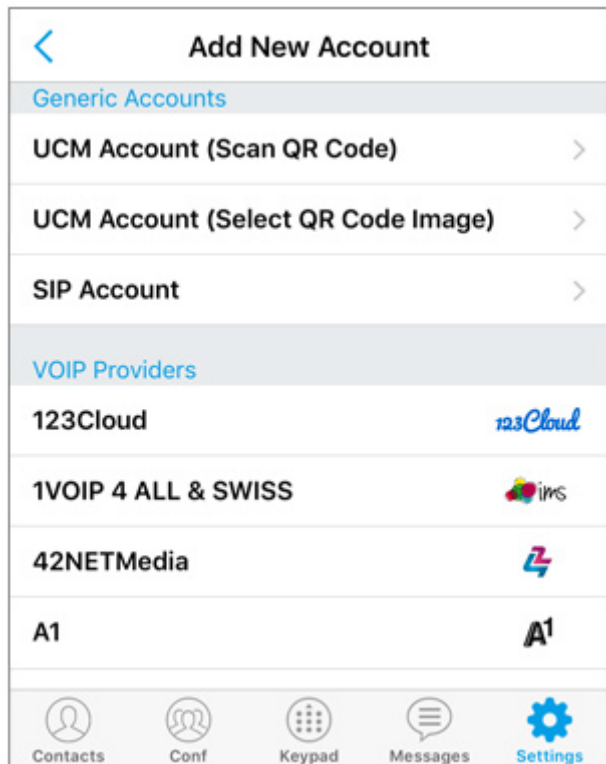 Add New Account
Generic Accounts
UCM Account (Scan QR Code)
UCM Account (Select QR Code Image)
SIP Account
VOIP Providers
123Cloud 123Cloud
1VOIP 4 ALL & SWISS ims
42NETMedia 42
A1 A1
Contacts Conf Keypad Messages Settings